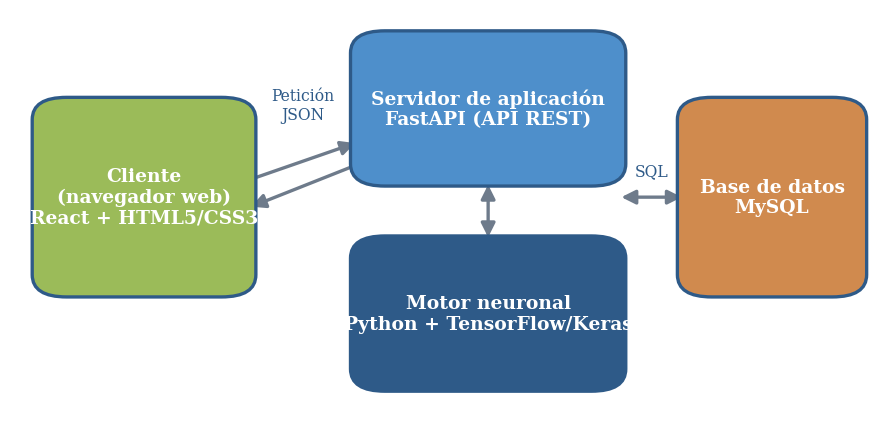 Petición
JSON
Servidor de aplicación
FastAPI (API REST)
Cliente
(navegador web)
React + HTML5/CSS3
SQL
Base de datos
MySQL
Motor neuronal
Python + TensorFlow/Keras